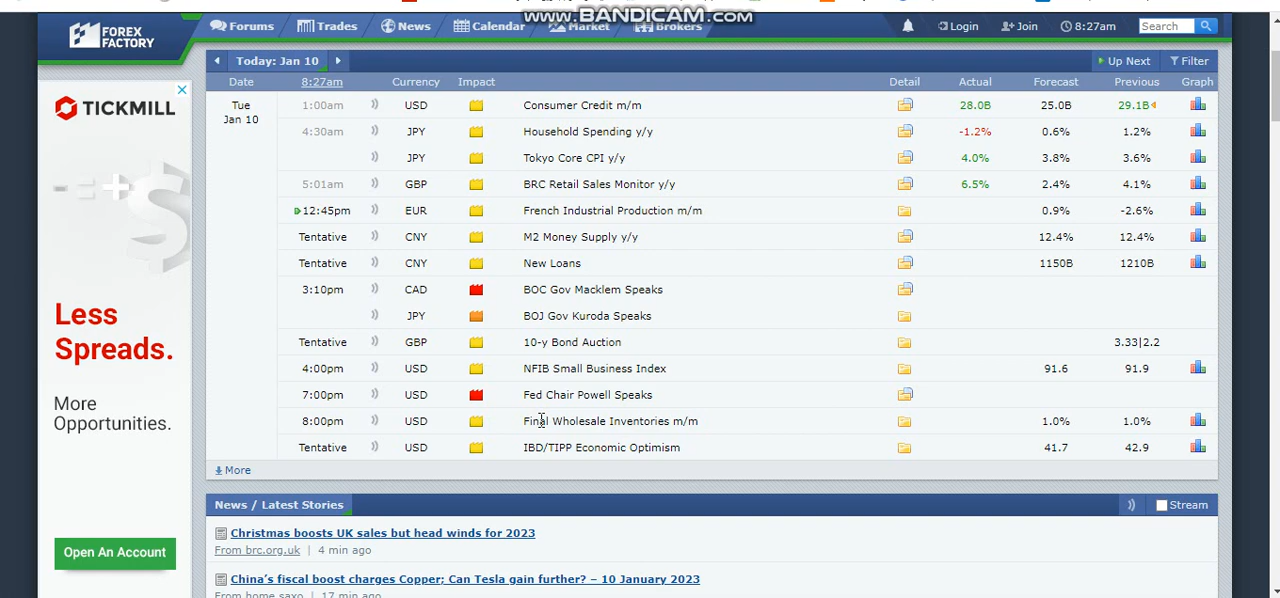 WWW.BANDICAM.COM
FOREX
FACTORY
Forums Trades News Calendar Market Brokers Login Join 8:27am Search
Today: Jan 10 Up Next Filter
Date 8:27am Currency Impact Detail Actual Forecast Previous Graph
Tue 1:00am USD Consumer Credit m/m 28.0B 25.0B 29.1B
Jan 10
4:30am JPY Household Spending y/y -1.2% 0.6% 1.2%
JPY Tokyo Core CPI y/y 4.0% 3.8% 3.6%
5:01am GBP BRC Retail Sales Monitor y/y 6.5% 2.4% 4.1%
12:45pm EUR French Industrial Production m/m 0.9% -2.6%
Tentative CNY M2 Money Supply y/y 12.4% 12.4%
Tentative CNY New Loans 1150B 1210B
3:10pm CAD BOC Gov Macklem Speaks
JPY BOJ Gov Kuroda Speaks
Tentative GBP 10-y Bond Auction 3.33|2.2
4:00pm USD NFIB Small Business Index 91.6 91.9
7:00pm USD Fed Chair Powell Speaks
8:00pm USD Final Wholesale Inventories m/m 1.0% 1.0%
Tentative USD IBD/TIPP Economic Optimism 41.7 42.9
More
TICKMILL
Less
Spreads.
More
Opportunities.
Open An Account
News / Latest Stories Stream
Christmas boosts UK sales but head winds for 2023
From brc.org.uk | 4 min ago
China's fiscal boost charges Copper; Can Tesla gain further? – 10 January 2023
From home.saxo | 17 min ago